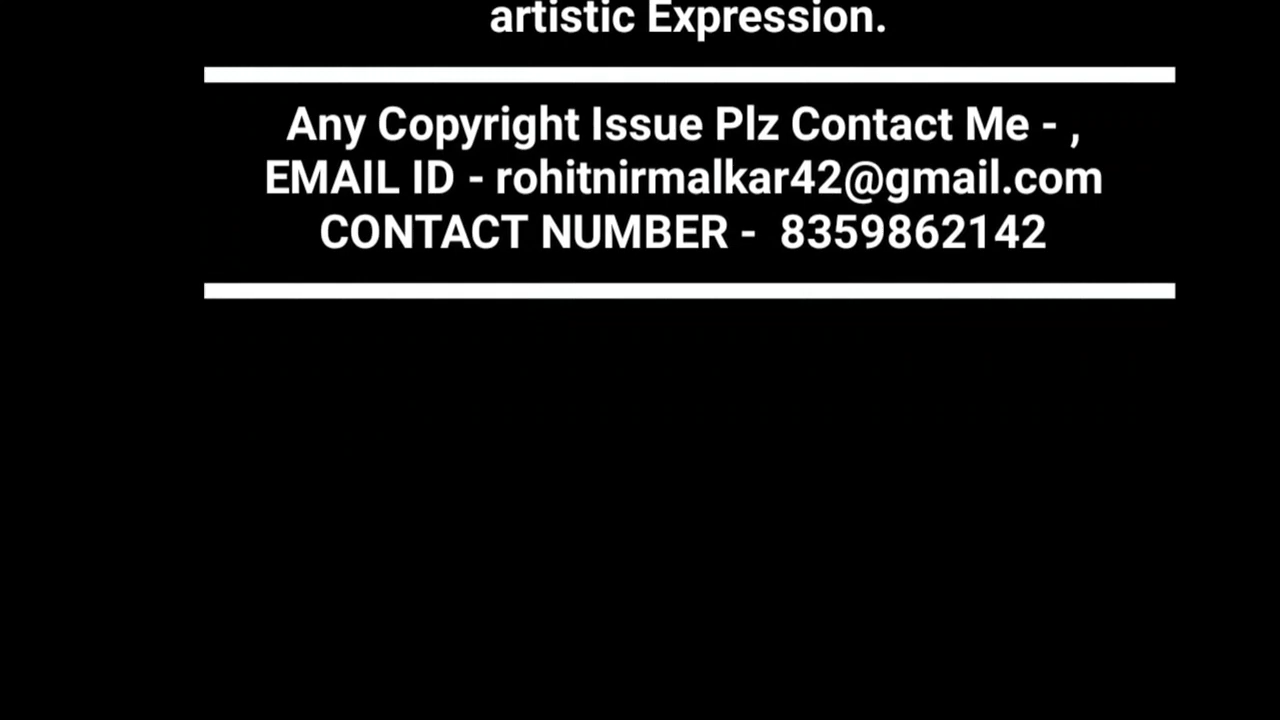 artistic Expression.
Any Copyright Issue Plz Contact Me - ,
EMAIL ID - rohitnirmalkar42@gmail.com
CONTACT NUMBER - 8359862142